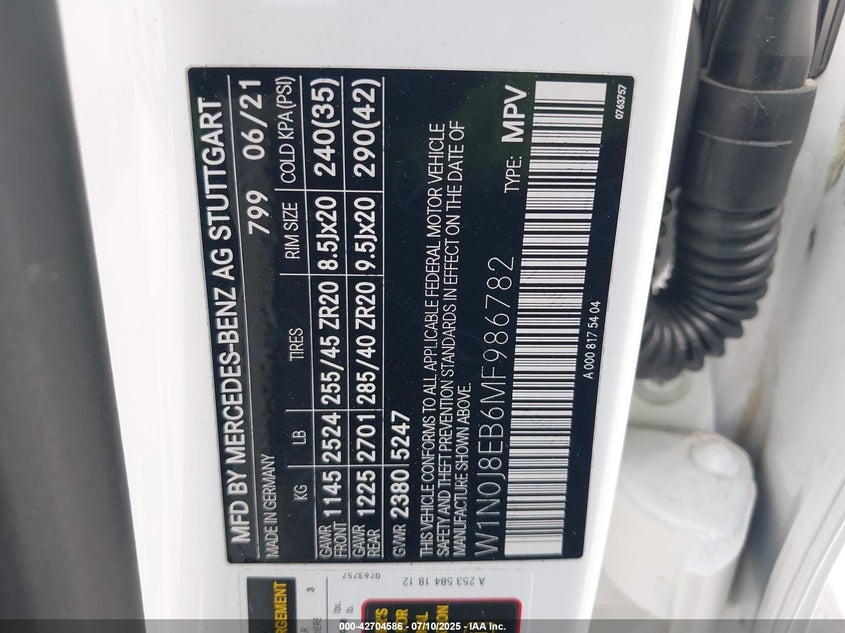 MFD BY MERCEDES-BENZ AG STUTTGART
MADE IN GERMANY 799 06/21
KG LB TIRES RIM SIZE COLD KPA(PSI)
GAWR FRONT 1145 2524 255/45 ZR20 8.5Jx20 240(35)
GAWR REAR 1225 2701 285/40 ZR20 9.5Jx20 290(42)
GVWR 2380 5247
THIS VEHICLE CONFORMS TO ALL APPLICABLE FEDERAL MOTOR VEHICLE
SAFETY AND THEFT PREVENTION STANDARDS IN EFFECT ON THE DATE OF
MANUFACTURE SHOWN ABOVE.
W1N0J8EB6MF986782 TYPE: MPV
A 000 817 54 04
0763757
A 253 584 18 12
0763757
3
lbs.
lb.
000-42704586 - 07/10/2025 - IAA Inc.